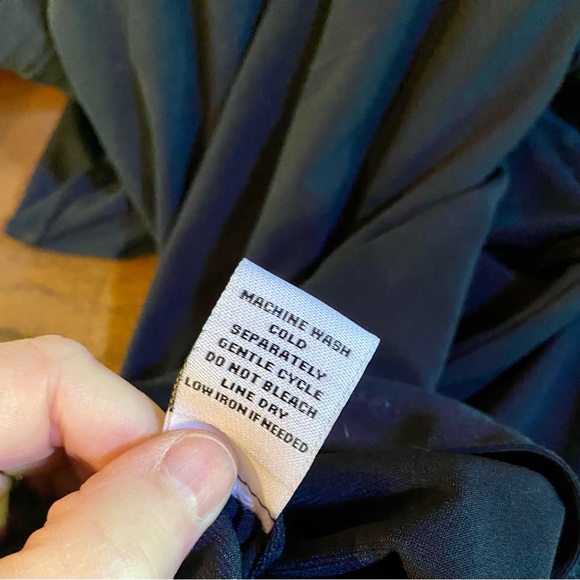 MACHINE WASH
COLD
SEPARATELY
GENTLE CYCLE
DO NOT BLEACH
LINE DRY
LOW IRON IF NEEDED